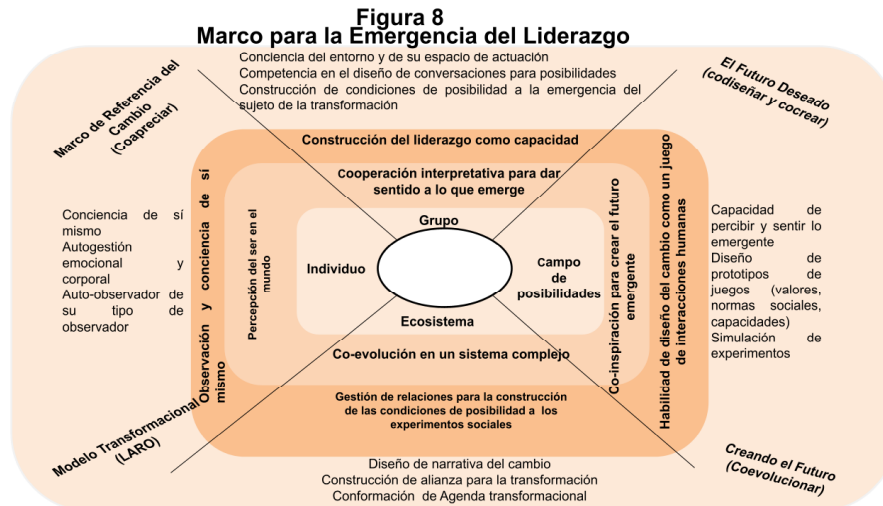 Figura 8
Marco para la Emergencia del Liderazgo
Conciencia del entorno y de su espacio de actuación
Competencia en el diseño de conversaciones para posibilidades
Construcción de condiciones de posibilidad a la emergencia del
sujeto de la transformación
Marco de Referencia del
Cambio
(Coapreciar)
El Futuro Deseado
(codiseñar y cocrear)
Construcción del liderazgo como capacidad
Cooperación interpretativa para dar
sentido a lo que emerge
Grupo
Conciencia de sí
mismo
Autogestión
emocional y
corporal
Auto-observador de
su tipo de
observador
Observación y conciencia de sí
mismo
Percepción del ser en el
mundo
Individuo
Campo
de
posibilidades
Co-inspiración para crear el futuro
emergente
Habilicad de diseño del cambio como un juego
de interacciones humanas
Capacidad de
percibir y sentir lo
emergente
Diseño de
prototipos de
juegos (valores,
normas sociales,
capacidades)
Simulación de
experimentos
Ecosistema
Co-evolución en un sistema complejo
Gestión de relaciones para la construcción
de las condiciones de posibilidad a los
experimentos sociales
Modelo Transformacional
(LARO)
Creando el Futuro
(Coevolucionar)
Diseño de narrativa del cambio
Construcción de alianza para la transformación
Conformación de Agenda transformacional